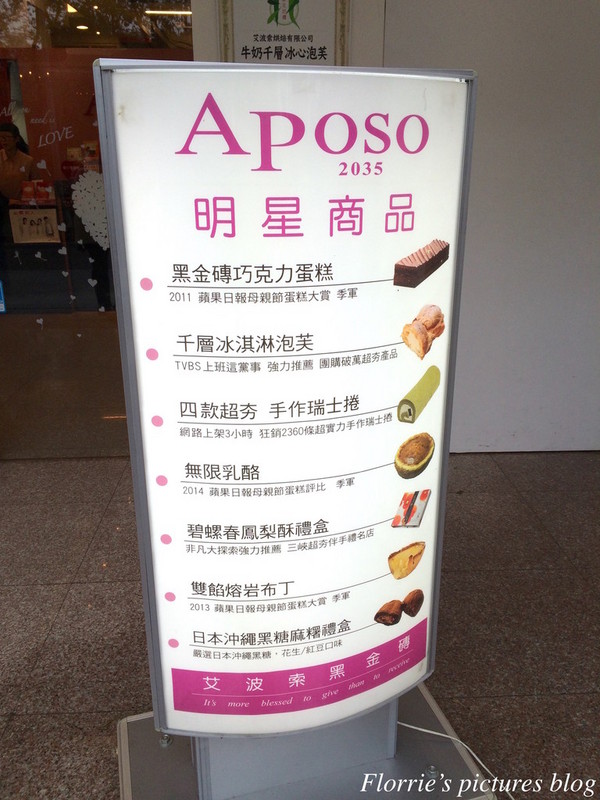 艾波索烘焙有限公司
牛奶千層冰心泡芙
All
need is
LOVE
APOSO
2035
明星商品
黑金磚巧克力蛋糕
2011 蘋果日報母親節蛋糕大賞 季軍
千層冰淇淋泡芙
TVBS上班這黨事 強力推薦 團購破萬超夯產品
四款超夯 手作瑞士捲
網路上架3小時 狂銷2360條超實力手作瑞士捲
無限乳酪
2014 蘋果日報母親節蛋糕評比 季軍
碧螺春鳳梨酥禮盒
非凡大探索強力推薦 三峽超夯伴手禮名店
雙餡熔岩布丁
2013 蘋果日報母親節蛋糕大賞 季軍
日本沖繩黑糖麻糬禮盒
嚴選日本沖繩黑糖，花生/紅豆口味
艾波索黑金磚
It's more blessed to give than to receive
Florrie's pictures blog